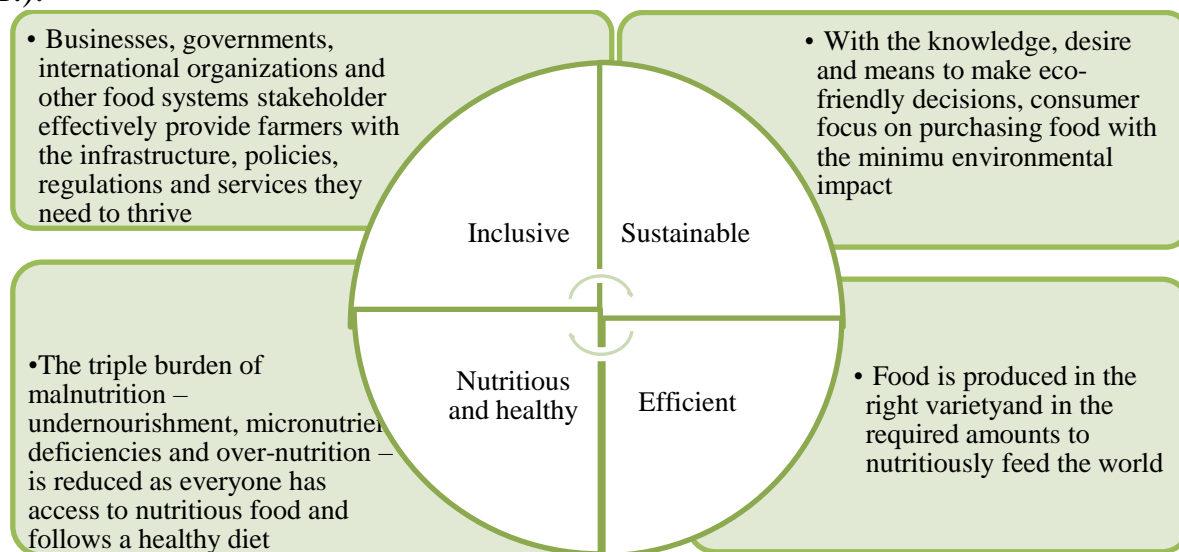 • Businesses, governments,
international organizations and
other food systems stakeholder
effectively provide farmers with
the infrastructure, policies,
regulations and services they
need to thrive
• With the knowledge, desire
and means to make eco-
friendly decisions, consumer
focus on purchasing food with
the minimu environmental
impact
Inclusive
Sustainable
•The triple burden of
malnutrition –
undernourishment,
deficiencies and over-nutrition –
is reduced as everyone has
access to nutritious food and
follows a healthy diet
Nutritious
and healthy
Efficient
• Food is produced in the
right varietyand in the
required amounts to
nutritiously feed the world